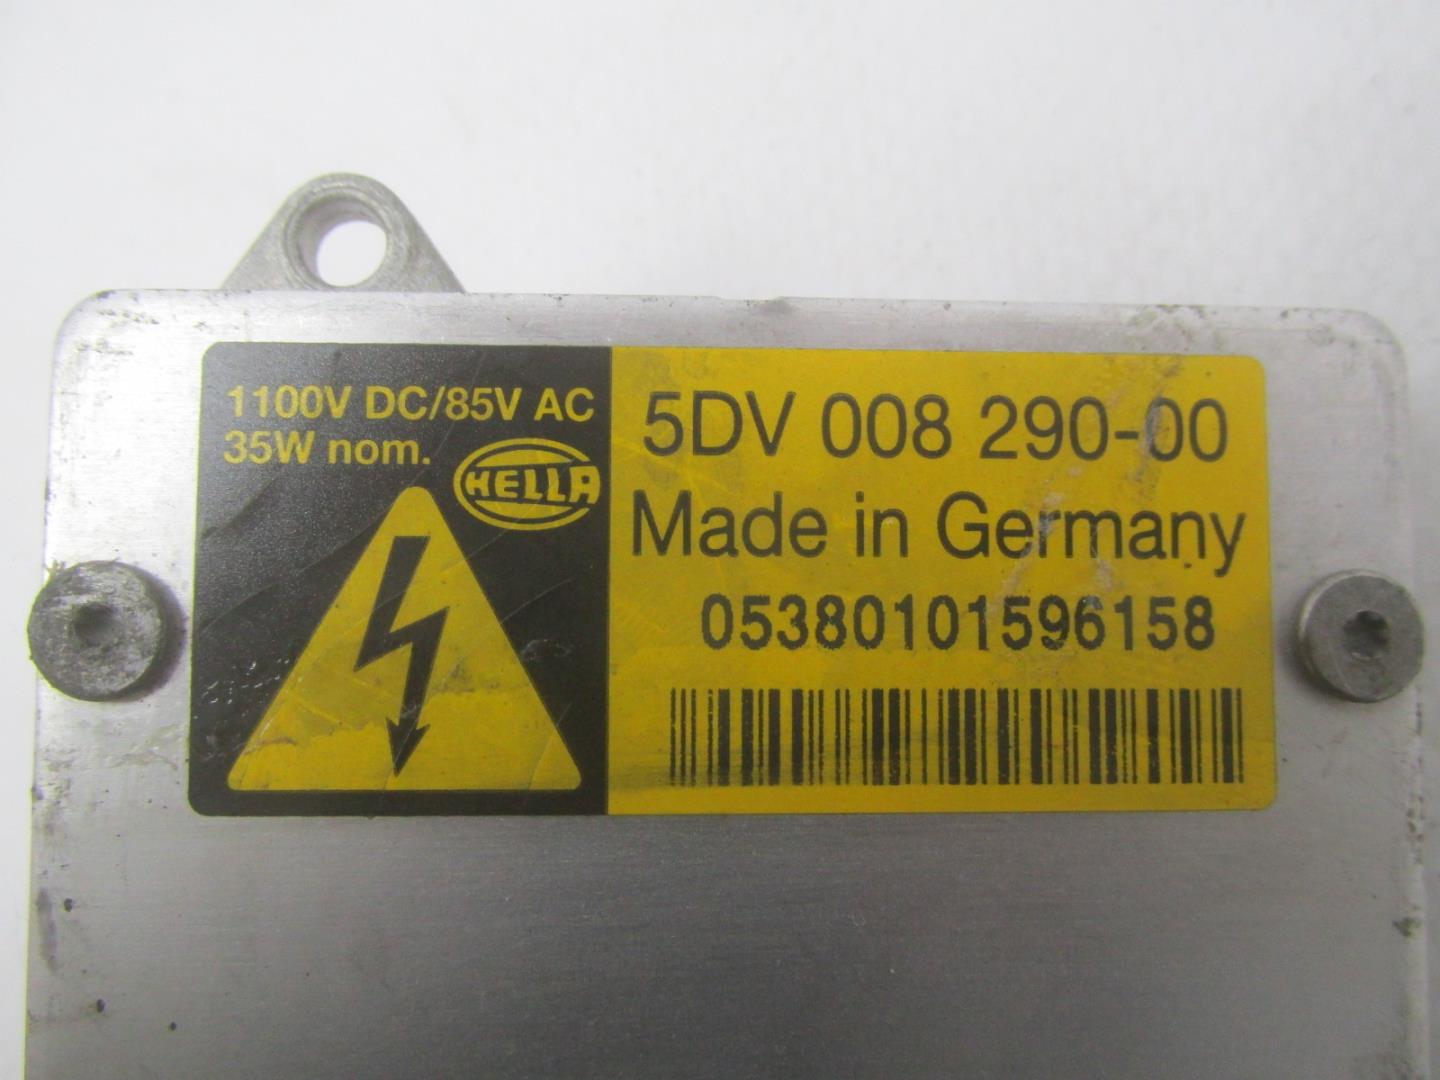 1100V DC/85V AC
35W nom.
HELLA
5DV 008 290-00
Made in Germany
05380101596158